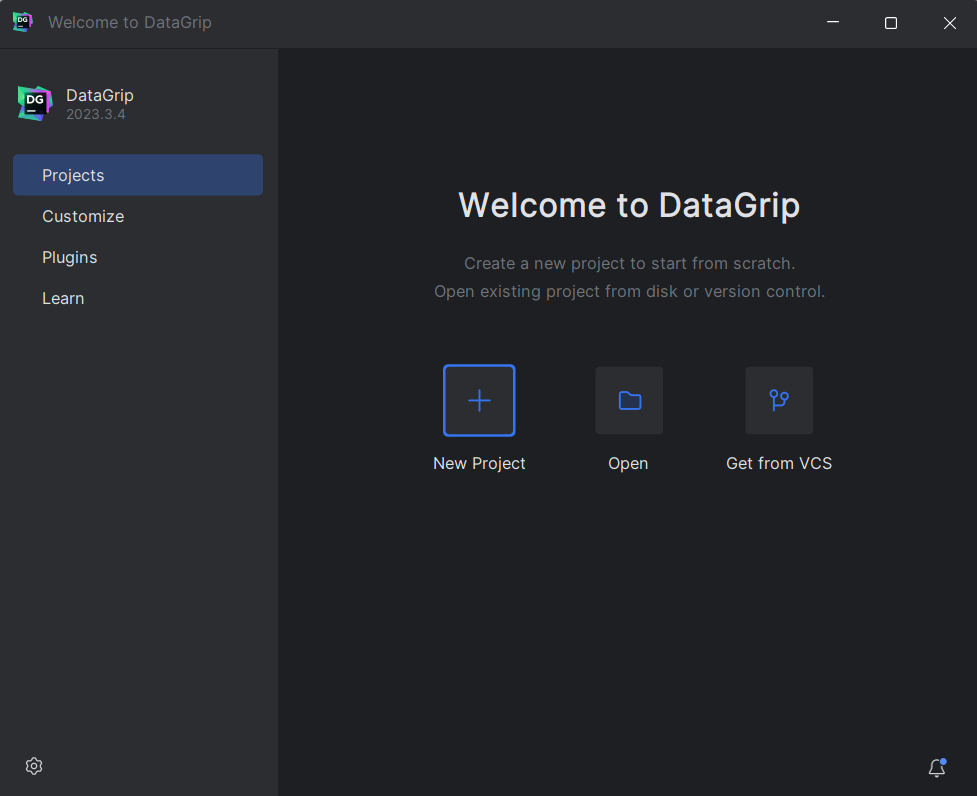 DG Welcome to DataGrip
DG
DataGrip
2023.3.4
Projects
Customize
Plugins
Learn
Welcome to DataGrip
Create a new project to start from scratch.
Open existing project from disk or version control.
New Project Open Get from VCS